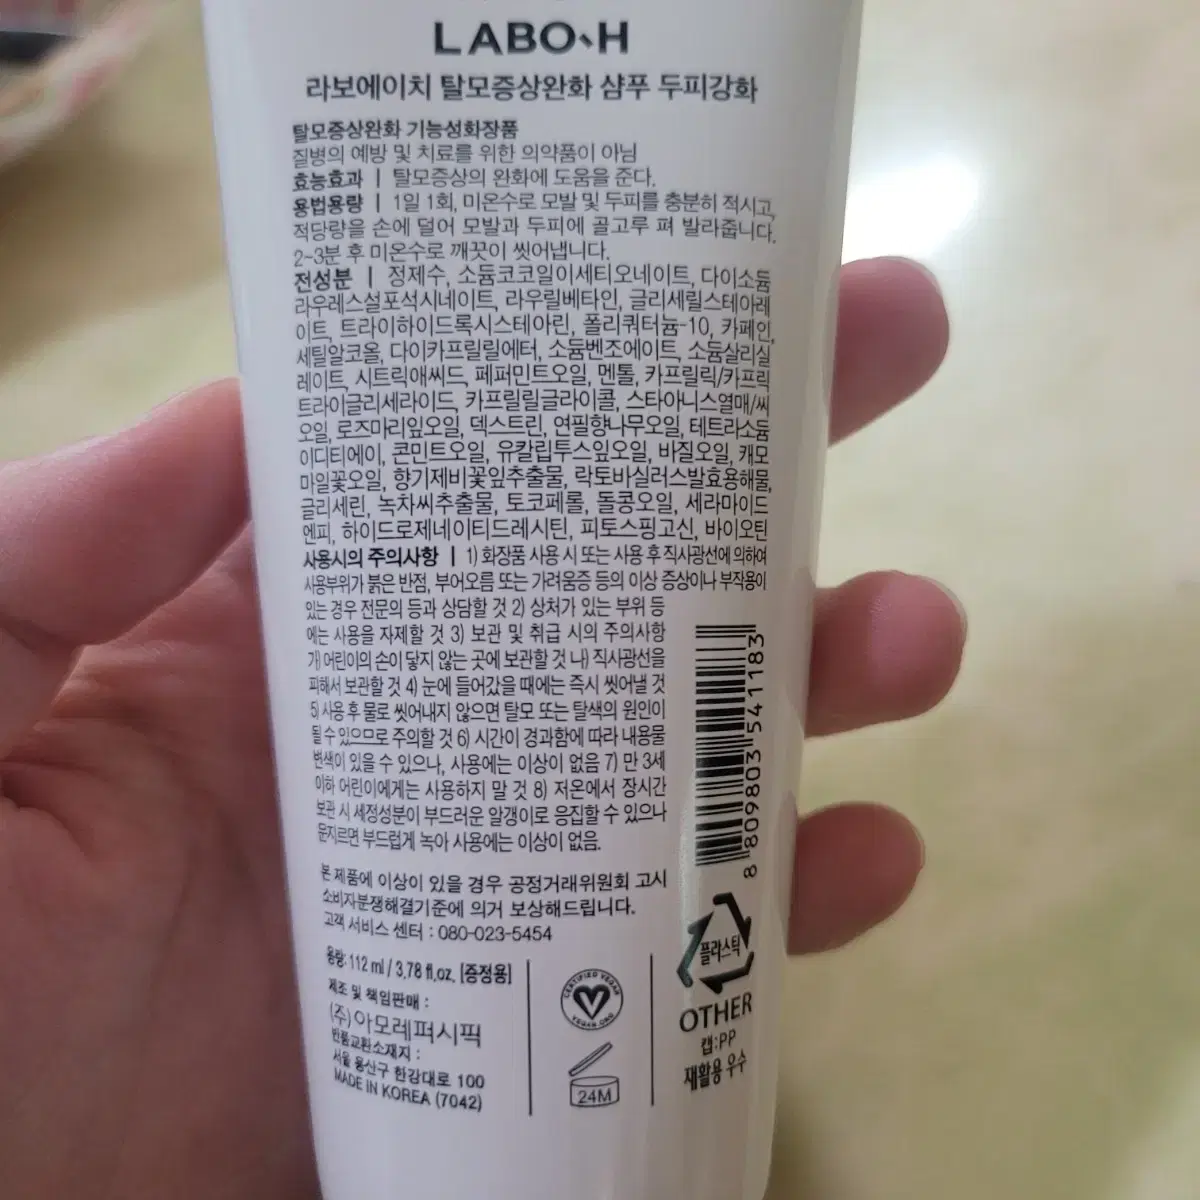 LABO-H
라보에이치 탈모증상완화 샴푸 두피강화
탈모증상완화 기능성화장품
질병의 예방 및 치료를 위한 의약품이 아님
효능효과 | 탈모증상의 완화에 도움을 준다.
용법용량 | 1일 1회, 미온수로 모발 및 두피를 충분히 적시고,
적당량을 손에 덜어 모발과 두피에 골고루 펴 발라줍니다.
2~3분 후 미온수로 깨끗이 씻어냅니다.
전성분 | 정제수, 소듐코코일이세티오네이트, 다이소듐
라우레스설포석시네이트, 라우릴베타인, 글리세릴스테아레
이트, 트라이하이드록시스테아린, 폴리쿼터늄-10, 카페인,
세틸알코올, 다이카프릴릴에터, 소듐벤조에이트, 소듐살리실
레이트, 시트릭애씨드, 페퍼민트오일, 멘톨, 카프릴릭/카프릭
트라이글리세라이드, 카프릴릴글라이콜, 스타아니스열매/씨
오일, 로즈마리잎오일, 덱스트린, 연필향나무오일, 테트라소듐
이디티에이, 콘민트오일, 유칼립투스잎오일, 바질오일, 캐모
마일꽃오일, 향기제비꽃잎추출물, 락토바실러스발효용해물,
글리세린, 녹차씨추출물, 토코페롤, 돌콩오일, 세라마이드
엔피, 하이드로제네이티드레시틴, 피토스핑고신, 바이오틴
사용시의 주의사항 | 1) 화장품 사용 시 또는 사용 후 직사광선에 의하여
사용부위가 붉은 반점, 부어오름 또는 가려움증 등의 이상 증상이나 부작용이
있는 경우 전문의 등과 상담할 것 2) 상처가 있는 부위 등
에는 사용을 자제할 것 3) 보관 및 취급 시의 주의사항
가) 어린이의 손이 닿지 않는 곳에 보관할 것 나) 직사광선을
피해서 보관할 것 4) 눈에 들어갔을 때에는 즉시 씻어낼 것
5) 사용 후 물로 씻어내지 않으면 탈모 또는 탈색의 원인이
될 수 있으므로 주의할 것 6) 시간이 경과함에 따라 내용물
변색이 있을 수 있으나, 사용에는 이상이 없음 7) 만 3세
이하 어린이에게는 사용하지 말 것 8) 저온에서 장시간
보관 시 세정성분이 부드러운 알갱이로 응집할 수 있으나
문지르면 부드럽게 녹아 사용에는 이상이 없음.
8 809803 541183
본 제품에 이상이 있을 경우 공정거래위원회 고시
소비자분쟁해결기준에 의거 보상해드립니다.
고객 서비스 센터 : 080-023-5454
용량: 112 ml / 3.78 fl.oz. [증정용]
제조 및 책임판매 :
(주)아모레퍼시픽
반품교환소재지 :
서울 용산구 한강대로 100
MADE IN KOREA (7042)
CERTIFIED VEGAN
VEGAN.ORG
24M
플라스틱
OTHER
캡:PP
재활용 우수